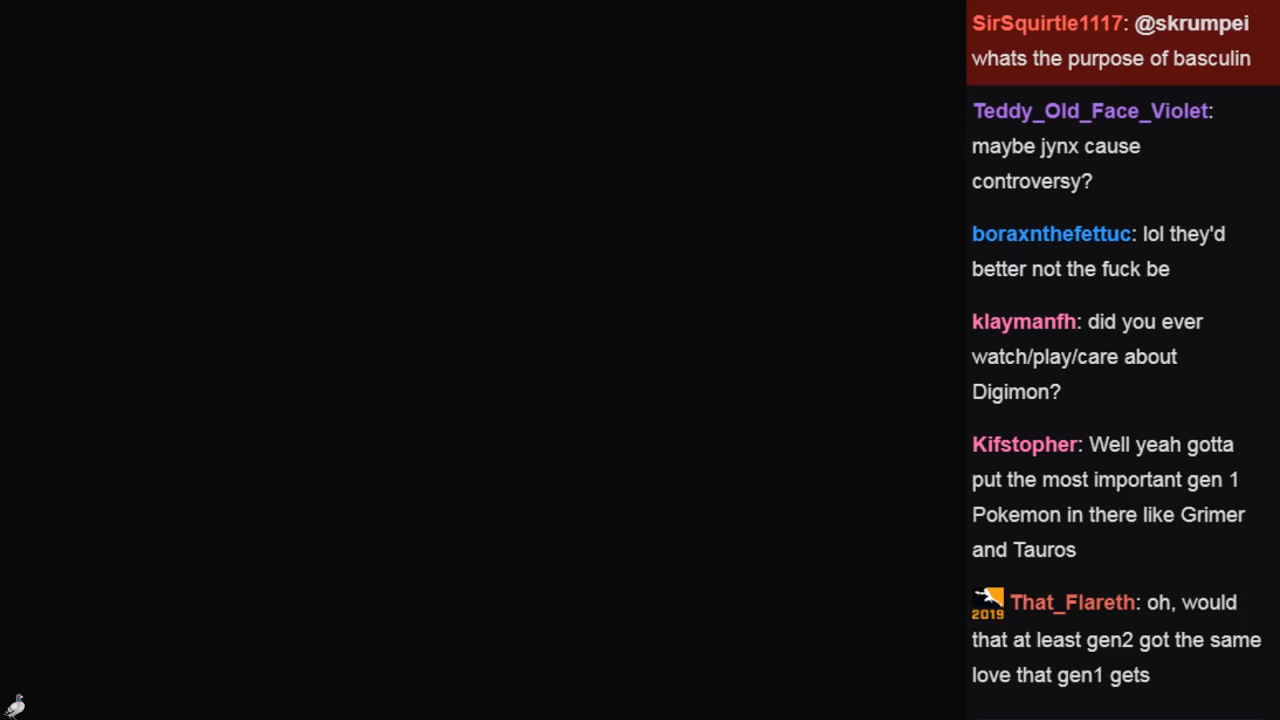 SirSquirtle1117: @skrumpei
whats the purpose of basculin
Teddy_Old_Face_Violet:
maybe jynx cause
controversy?
boraxnthefettuc: lol they'd
better not the fuck be
klaymanfh: did you ever
watch/play/care about
Digimon?
Kifstopher: Well yeah gotta
put the most important gen 1
Pokemon in there like Grimer
and Tauros
2019 That_Flareth: oh, would
that at least gen2 got the same
love that gen1 gets